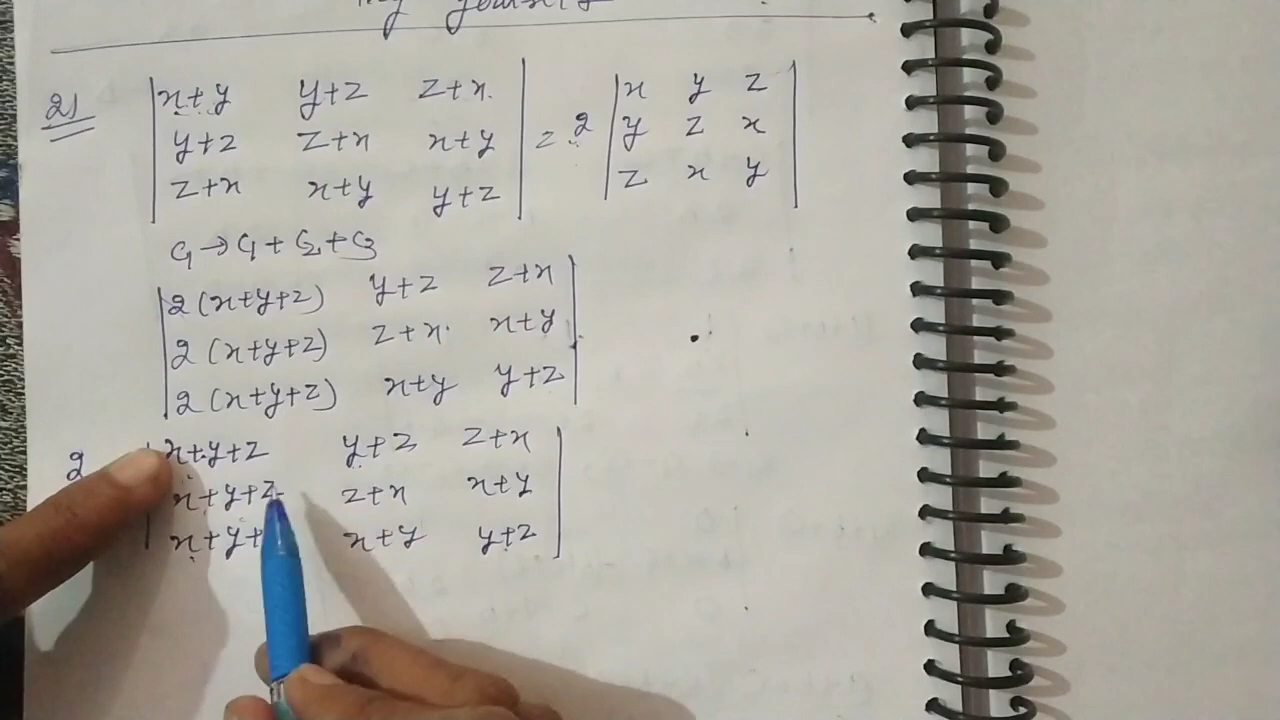 21) | x+y y+z z+x | = 2 | x y z |
| y+z z+x x+y | | y z x |
| z+x x+y y+z | | z x y |
C₁ → C₁ + C₂ + C₃
| 2(x+y+z) y+z z+x |
| 2(x+y+z) z+x x+y |
| 2(x+y+z) x+y y+z |
2 | x+y+z y+z z+x |
| x+y+z z+x x+y |
| x+y+ x+y y+z |